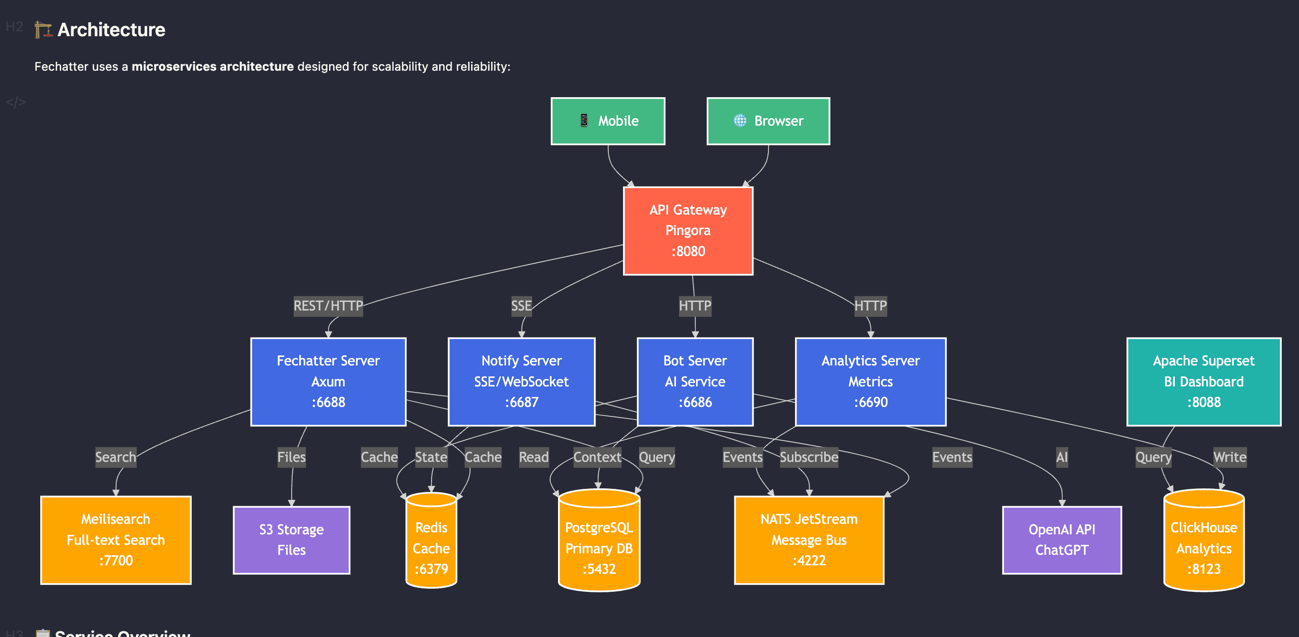 H2
Architecture
Fechatter uses a microservices architecture designed for scalability and reliability:
</>
Mobile
Browser
API Gateway
Pingora
:8080
REST/HTTP
SSE
HTTP
HTTP
Fechatter Server
Axum
:6688
Notify Server
SSE/WebSocket
:6687
Bot Server
AI Service
:6686
Analytics Server
Metrics
:6690
Apache Superset
BI Dashboard
:8088
Search
Files
Cache
State
Cache
Read
Context
Query
Events
Subscribe
Events
AI
Query
Write
Meilisearch
Full-text Search
:7700
S3 Storage
Files
Redis
Cache
:6379
PostgreSQL
Primary DB
:5432
NATS JetStream
Message Bus
:4222
OpenAI API
ChatGPT
ClickHouse
Analytics
:8123
H3
Service Overview